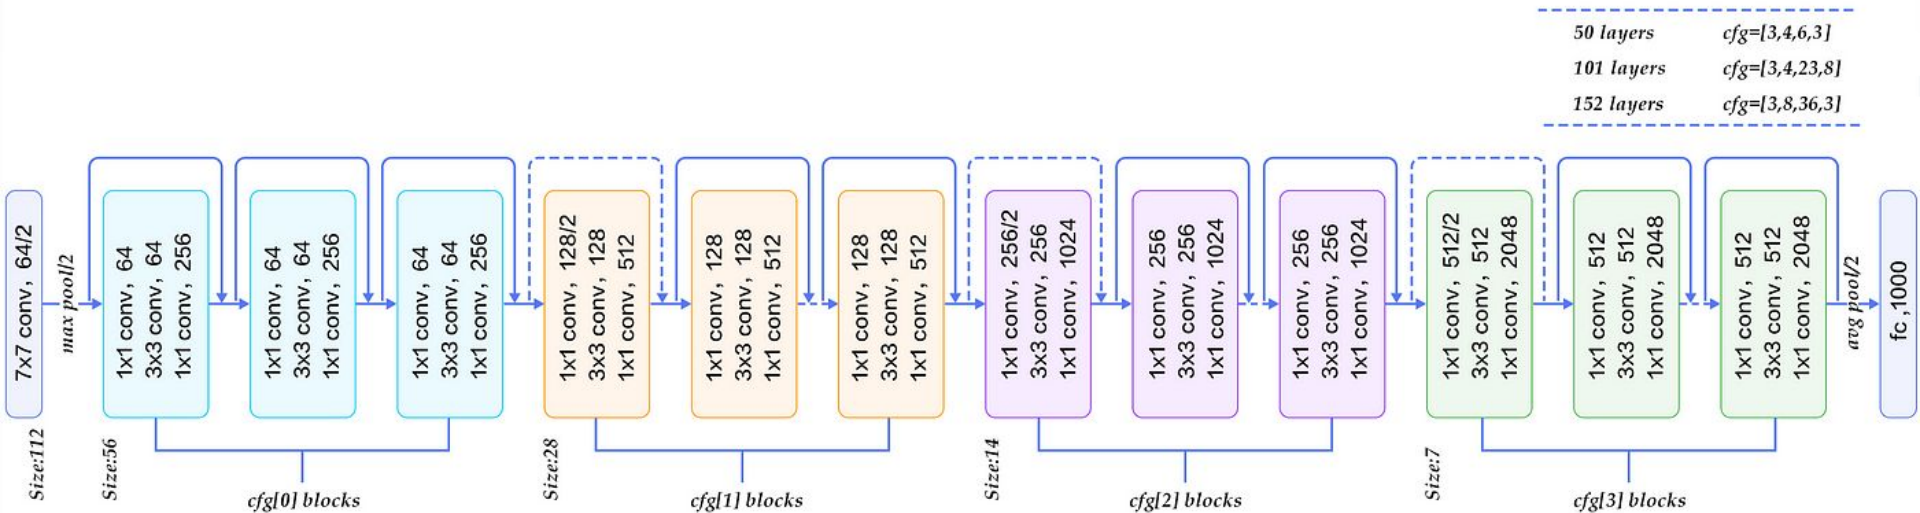 50 layers cfg=[3,4,6,3]
101 layers cfg=[3,4,23,8]
152 layers cfg=[3,8,36,3]
7x7 conv, 64/2
max pool/2
1x1 conv, 64
3x3 conv, 64
1x1 conv, 256
1x1 conv, 64
3x3 conv, 64
1x1 conv, 256
1x1 conv, 64
3x3 conv, 64
1x1 conv, 256
1x1 conv, 128/2
3x3 conv, 128
1x1 conv, 512
1x1 conv, 128
3x3 conv, 128
1x1 conv, 512
1x1 conv, 128
3x3 conv, 128
1x1 conv, 512
1x1 conv, 256/2
3x3 conv, 256
1x1 conv, 1024
1x1 conv, 256
3x3 conv, 256
1x1 conv, 1024
1x1 conv, 256
3x3 conv, 256
1x1 conv, 1024
1x1 conv, 512/2
3x3 conv, 512
1x1 conv, 2048
1x1 conv, 512
3x3 conv, 512
1x1 conv, 2048
1x1 conv, 512
3x3 conv, 512
1x1 conv, 2048
avg pool/2
fc ,1000
Size:112
Size:56
cfg[0] blocks
Size:28
cfg[1] blocks
Size:14
cfg[2] blocks
Size:7
cfg[3] blocks